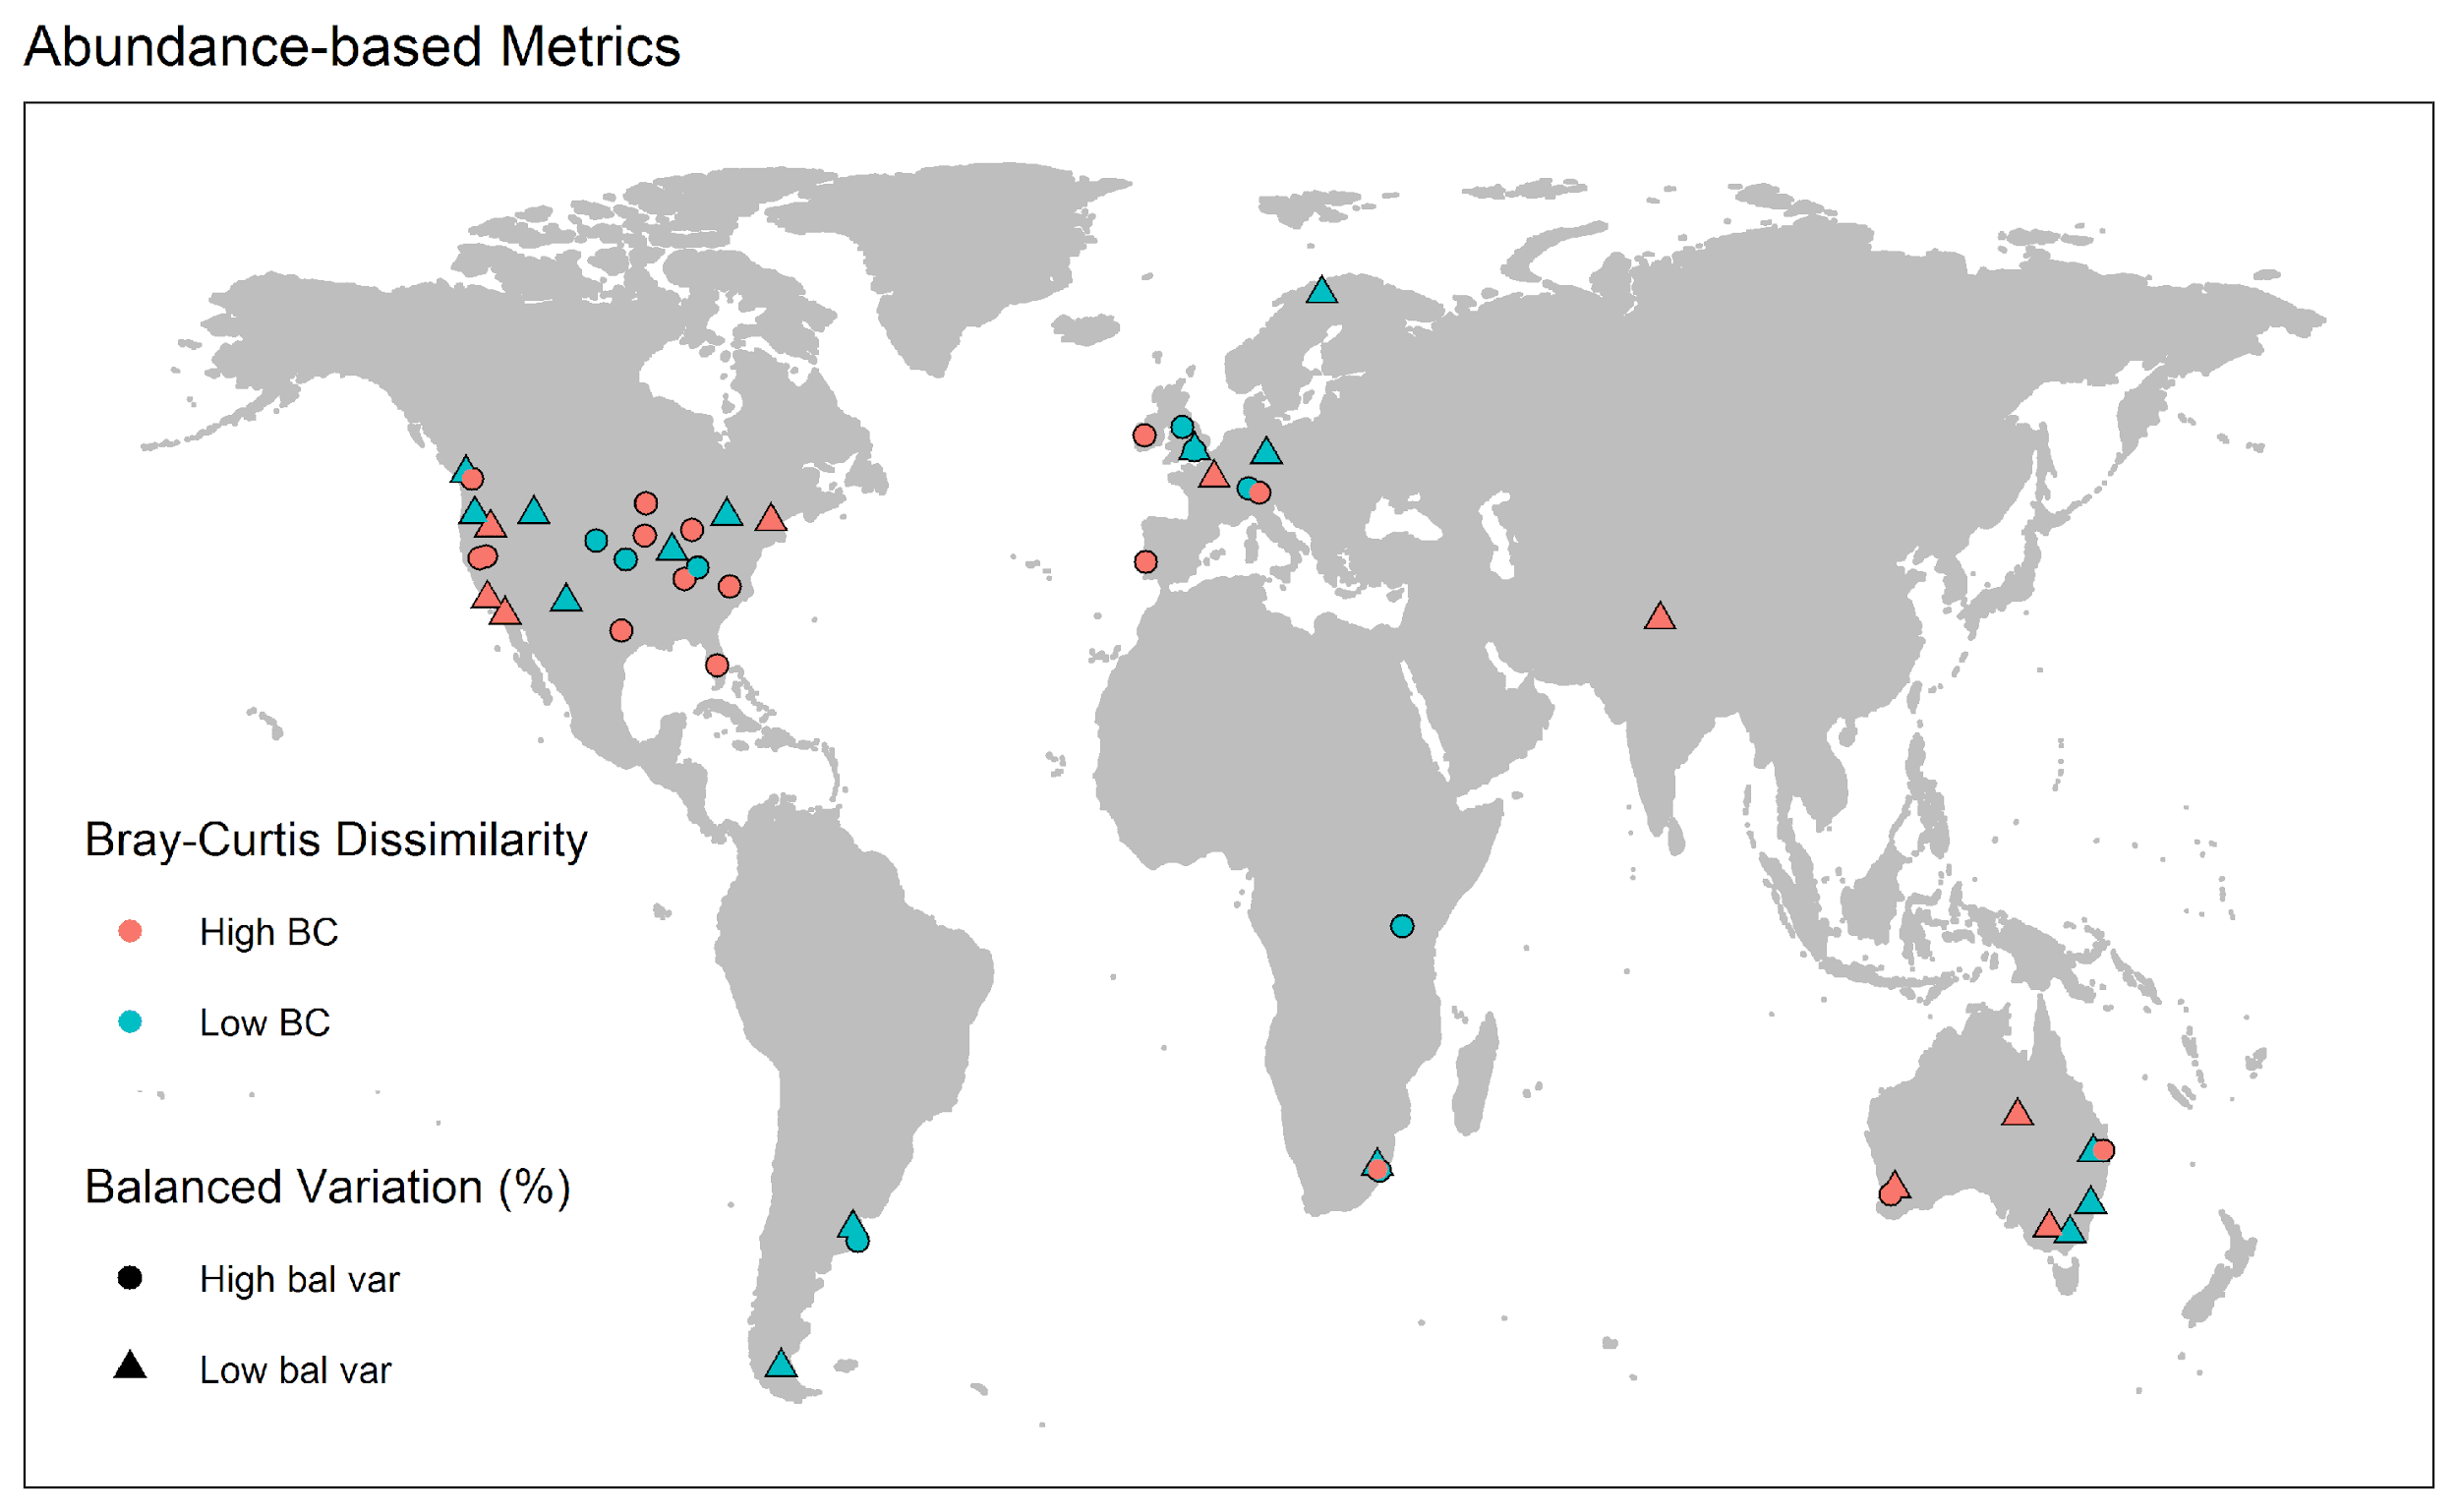 Abundance-based Metrics
Bray-Curtis Dissimilarity
High BC
Low BC
Balanced Variation (%)
High bal var
Low bal var